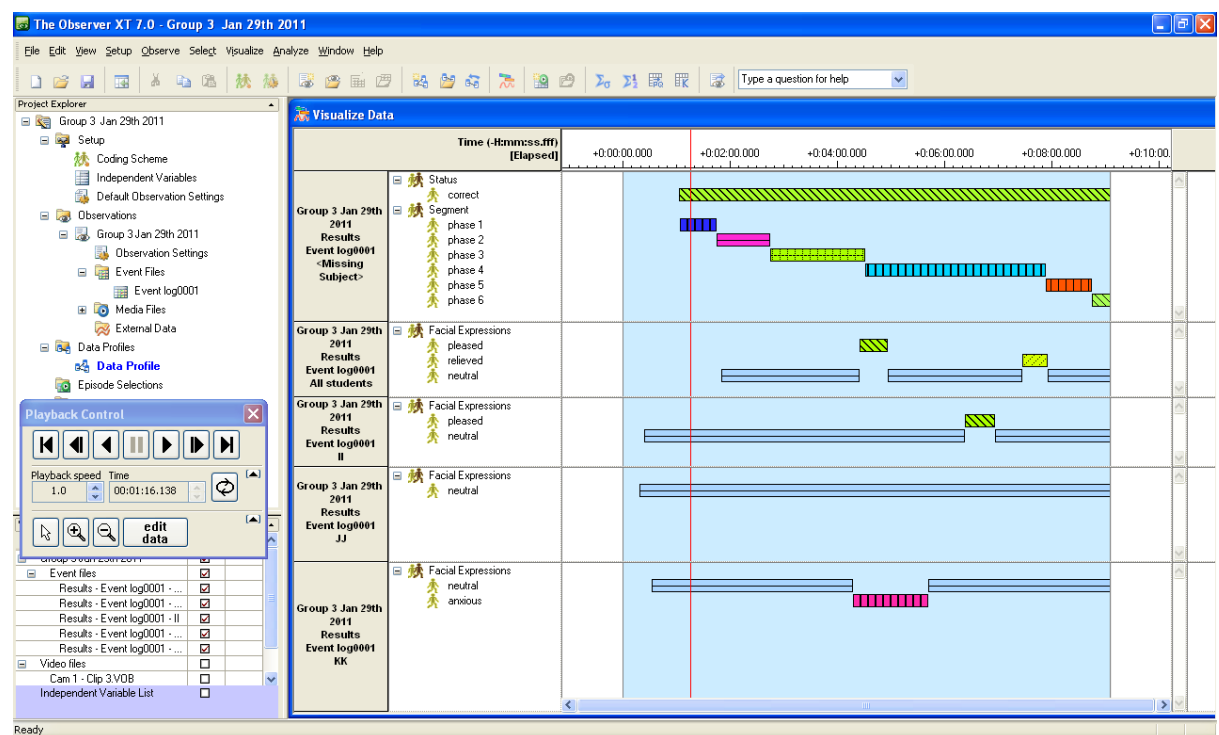 The Observer XT 7.0 - Group 3 Jan 29th 2011
File Edit View Setup Observe Select Visualize Analyze Window Help
Type a question for help
Project Explorer
Group 3 Jan 29th 2011
Setup
Coding Scheme
Independent Variables
Default Observation Settings
Observations
Group 3 Jan 29th 2011
Observation Settings
Event Files
Event log0001
Media Files
External Data
Data Profiles
Data Profile
Episode Selections
Playback Control
Playback speed Time
1.0 00:01:16.138
edit
data
Event files
Results - Event log0001 - ...
Results - Event log0001 - ...
Results - Event log0001 - II
Results - Event log0001 - ...
Results - Event log0001 - ...
Video files
Cam 1 - Clip 3.VOB
Independent Variable List
Ready
Visualize Data
Time (-H:mm:ss.fff)
[Elapsed]
+0:00:00.000 +0:02:00.000 +0:04:00.000 +0:06:00.000 +0:08:00.000 +0:10:00.
Group 3 Jan 29th
2011
Results
Event log0001
<Missing
Subject>
Status
correct
Segment
phase 1
phase 2
phase 3
phase 4
phase 5
phase 6
Group 3 Jan 29th
2011
Results
Event log0001
All students
Facial Expressions
pleased
relieved
neutral
Group 3 Jan 29th
2011
Results
Event log0001
II
Facial Expressions
pleased
neutral
Group 3 Jan 29th
2011
Results
Event log0001
JJ
Facial Expressions
neutral
Group 3 Jan 29th
2011
Results
Event log0001
KK
Facial Expressions
neutral
anxious